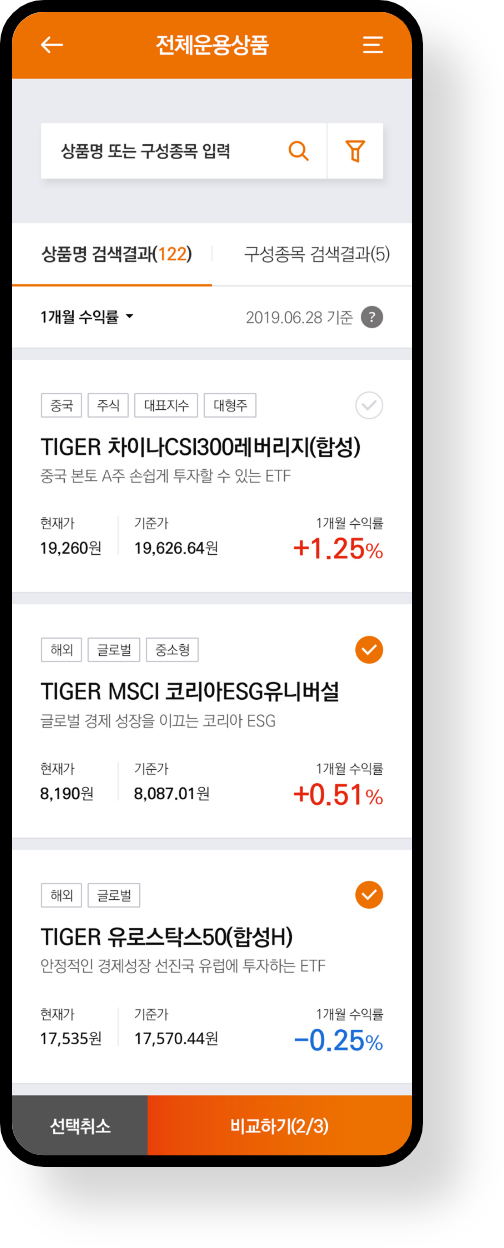 전체운용상품
상품명 또는 구성종목 입력
상품명 검색결과(122) 구성종목 검색결과(5)
1개월 수익률 2019.06.28 기준 ?
중국 주식 대표지수 대형주
TIGER 차이나CSI300레버리지(합성)
중국 본토 A주 손쉽게 투자할 수 있는 ETF
현재가 기준가 1개월 수익률
19,260원 19,626.64원 +1.25%
해외 글로벌 중소형
TIGER MSCI 코리아ESG유니버설
글로벌 경제 성장을 이끄는 코리아 ESG
현재가 기준가 1개월 수익률
8,190원 8,087.01원 +0.51%
해외 글로벌
TIGER 유로스탁스50(합성H)
안정적인 경제성장 선진국 유럽에 투자하는 ETF
현재가 기준가 1개월 수익률
17,535원 17,570.44원 -0.25%
선택취소 비교하기(2/3)